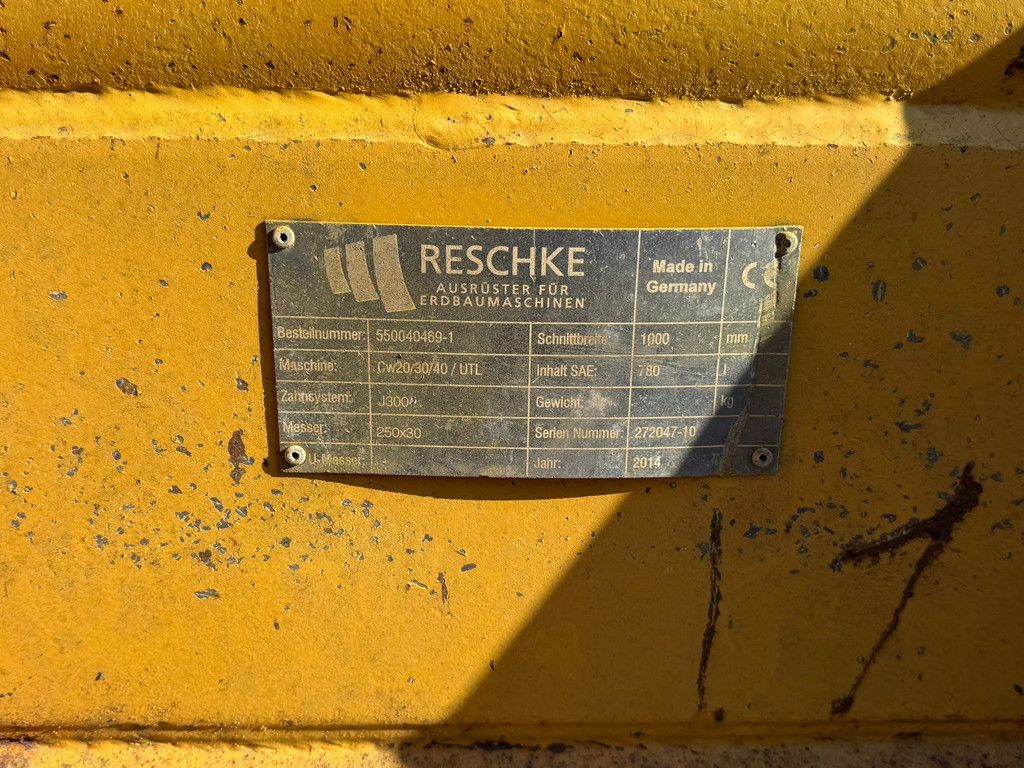 RESCHKE
AUSRÜSTER FÜR
ERDBAUMASCHINEN
Made in
Germany
CE
Bestellnummer: 550040469-1 Schnittbreite: 1000 mm
Maschine: Cw20/30/40 / UTL Inhalt SAE: 780 l
Zahnsystem: Gewicht: kg
Messer: 250x30 Serien Nummer: 272047-10
U-Messer: Jahr: 2014